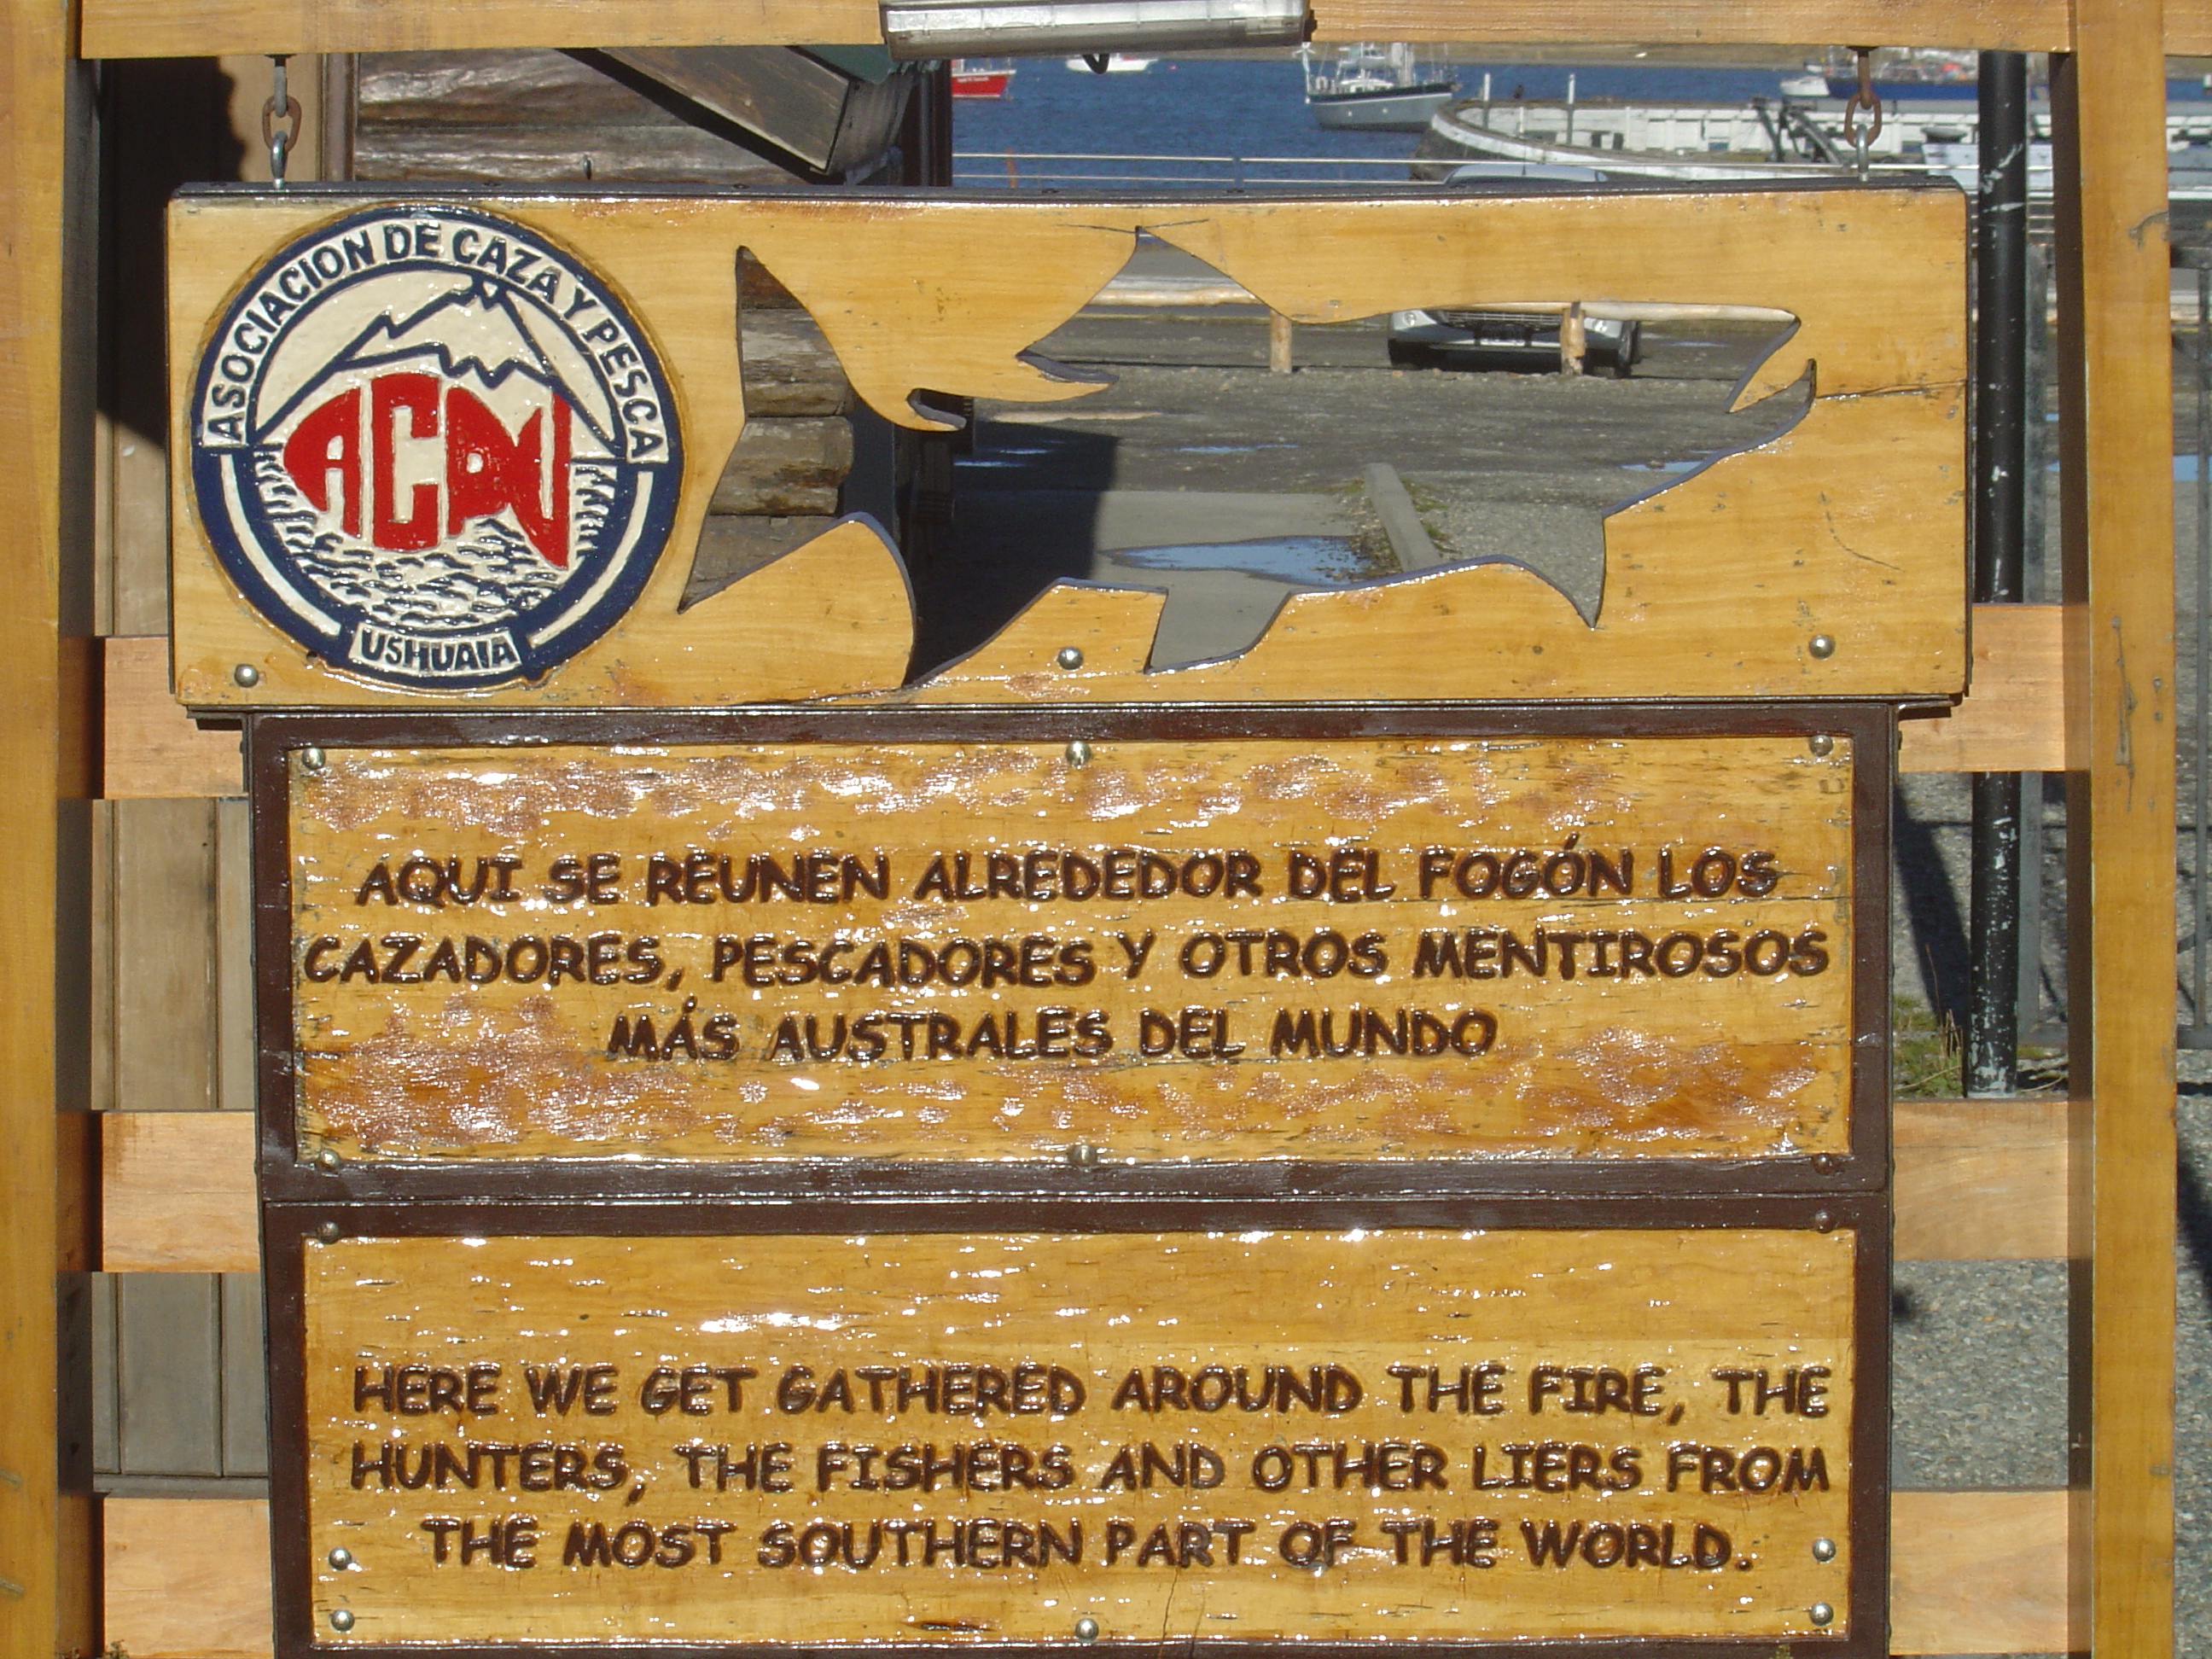 ASOCIACION DE CAZA Y PESCA
ACPU
USHUAIA
AQUI SE REUNEN ALREDEDOR DEL FOGÓN LOS
CAZADORES, PESCADORES Y OTROS MENTIROSOS
MÁS AUSTRALES DEL MUNDO
HERE WE GET GATHERED AROUND THE FIRE, THE
HUNTERS, THE FISHERS AND OTHER LIERS FROM
THE MOST SOUTHERN PART OF THE WORLD.